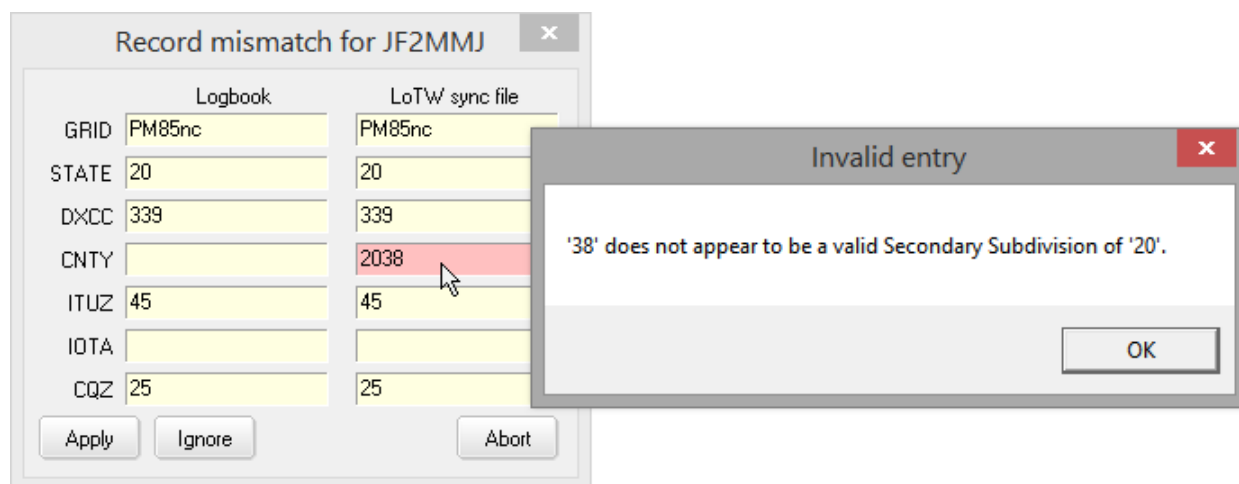 Record mismatch for JF2MMJ
x
Logbook LoTW sync file
GRID PM85nc PM85nc
STATE 20 20
DXCC 339 339
CNTY 2038
ITUZ 45 45
IOTA
CQZ 25 25
Apply Ignore Abort
Invalid entry
x
'38' does not appear to be a valid Secondary Subdivision of '20'.
OK